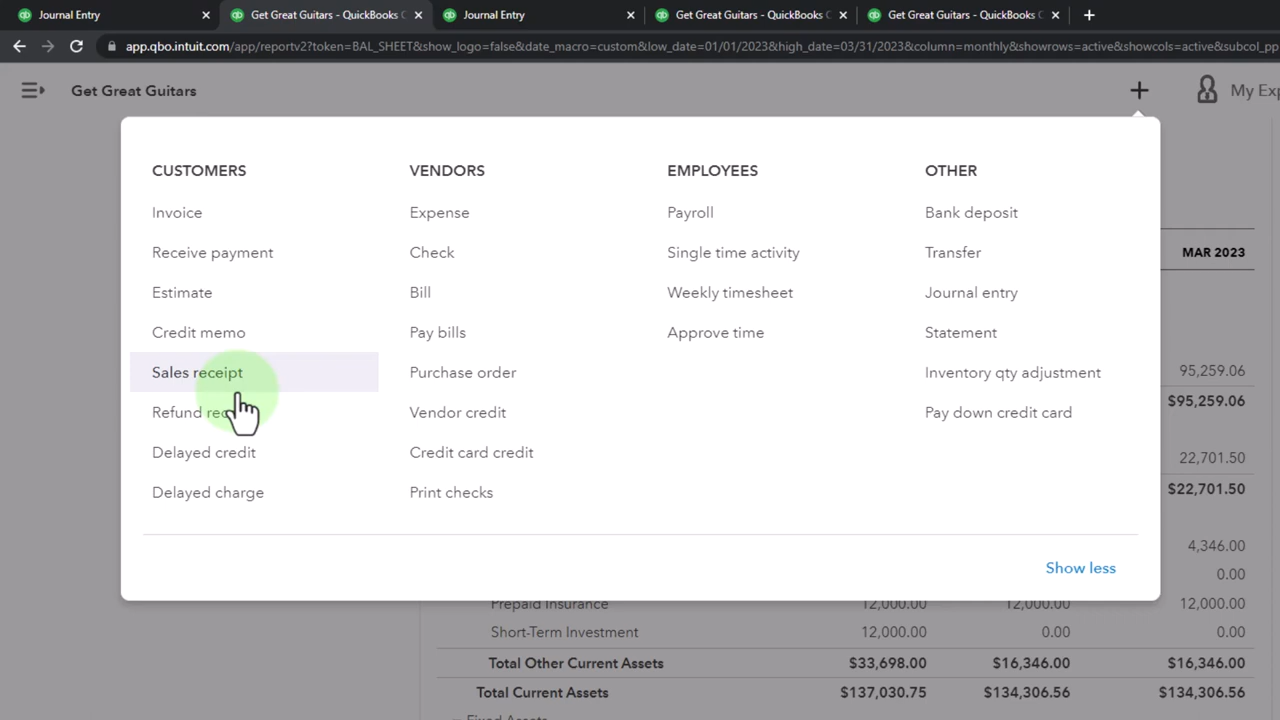 Journal Entry
Get Great Guitars - QuickBooks C
Journal Entry
Get Great Guitars - QuickBooks C
Get Great Guitars - QuickBooks C
app.qbo.intuit.com/app/reportv2?token=BAL_SHEET&show_logo=false&date_macro=custom&low_date=01/01/2023&high_date=03/31/2023&column=monthly&showrows=active&showcols=active&subcol_pp
Get Great Guitars
My Exp
CUSTOMERS
Invoice
Receive payment
Estimate
Credit memo
Sales receipt
Refund rec
Delayed credit
Delayed charge
VENDORS
Expense
Check
Bill
Pay bills
Purchase order
Vendor credit
Credit card credit
Print checks
EMPLOYEES
Payroll
Single time activity
Weekly timesheet
Approve time
OTHER
Bank deposit
Transfer
Journal entry
Statement
Inventory qty adjustment
Pay down credit card
Show less
MAR 2023
95,259.06
$95,259.06
22,701.50
$22,701.50
4,346.00
0.00
Prepaid Insurance 12,000.00 12,000.00 12,000.00
Short-Term Investment 12,000.00 0.00 0.00
Total Other Current Assets $33,698.00 $16,346.00 $16,346.00
Total Current Assets $137,030.75 $134,306.56 $134,306.56
Fixed Assets